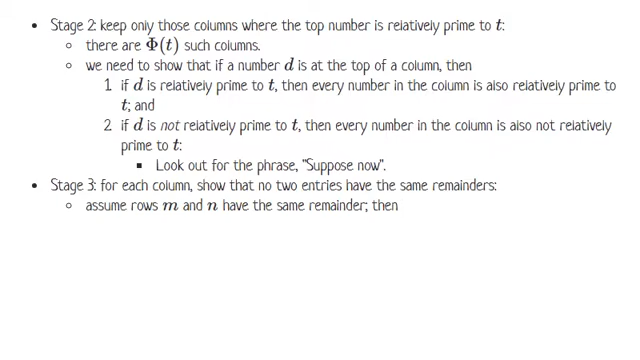 • Stage 2: keep only those columns where the top number is relatively prime to t:
∘ there are Φ(t) such columns.
∘ we need to show that if a number d is at the top of a column, then
1 if d is relatively prime to t, then every number in the column is also relatively prime to
t; and
2 if d is not relatively prime to t, then every number in the column is also not relatively
prime to t:
▪ Look out for the phrase, "Suppose now".
• Stage 3: for each column, show that no two entries have the same remainders:
∘ assume rows m and n have the same remainder; then